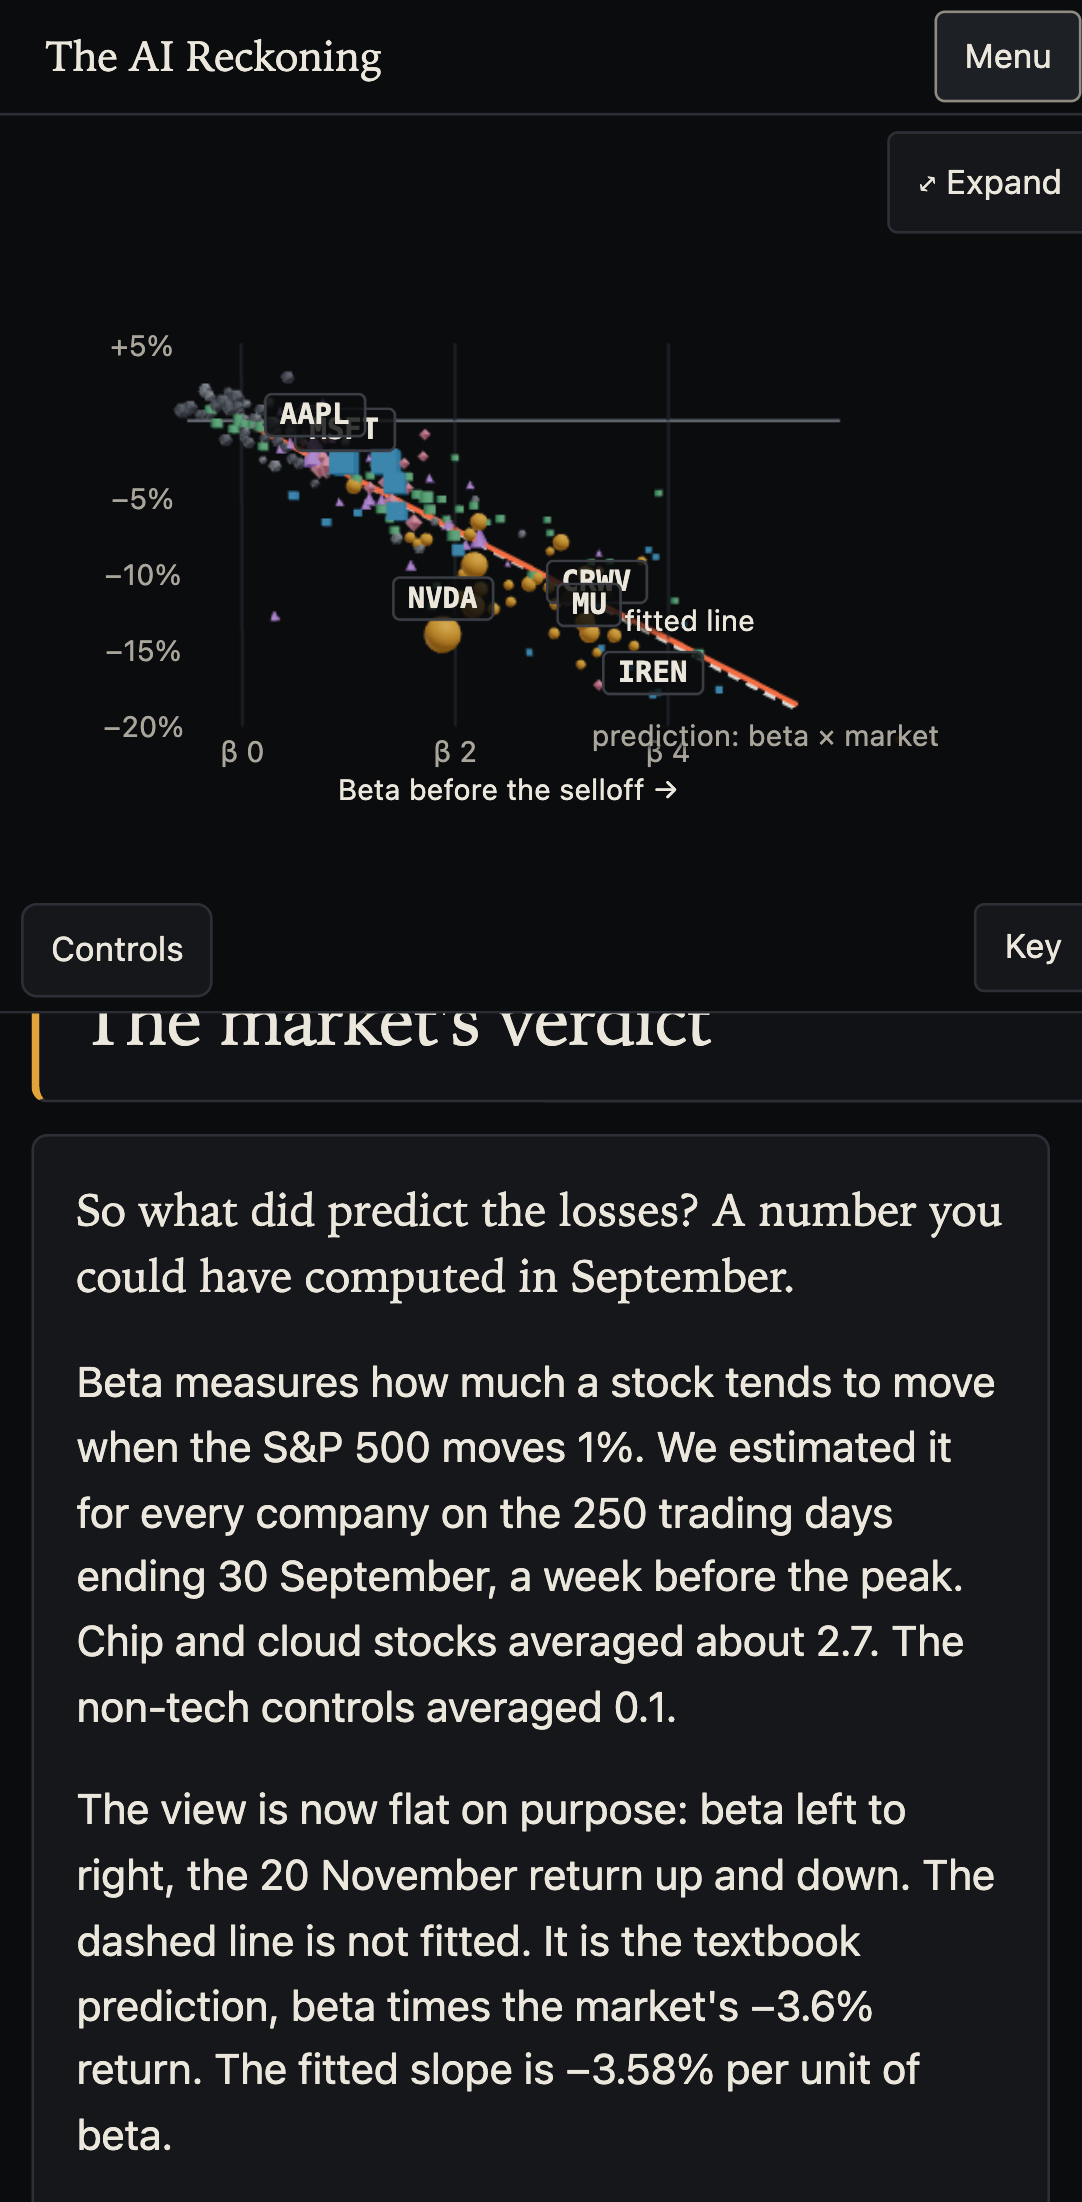 The AI Reckoning
Menu
⤢ Expand
+5%
−5%
−10%
−15%
−20%
AAPL
MSFT
NVDA
CRWV
MU
fitted line
IREN
prediction: beta × market
β 0
β 2
β 4
Beta before the selloff →
Controls
Key
The market's verdict
So what did predict the losses? A number you
could have computed in September.
Beta measures how much a stock tends to move
when the S&P 500 moves 1%. We estimated it
for every company on the 250 trading days
ending 30 September, a week before the peak.
Chip and cloud stocks averaged about 2.7. The
non-tech controls averaged 0.1.
The view is now flat on purpose: beta left to
right, the 20 November return up and down. The
dashed line is not fitted. It is the textbook
prediction, beta times the market's −3.6%
return. The fitted slope is −3.58% per unit of
beta.